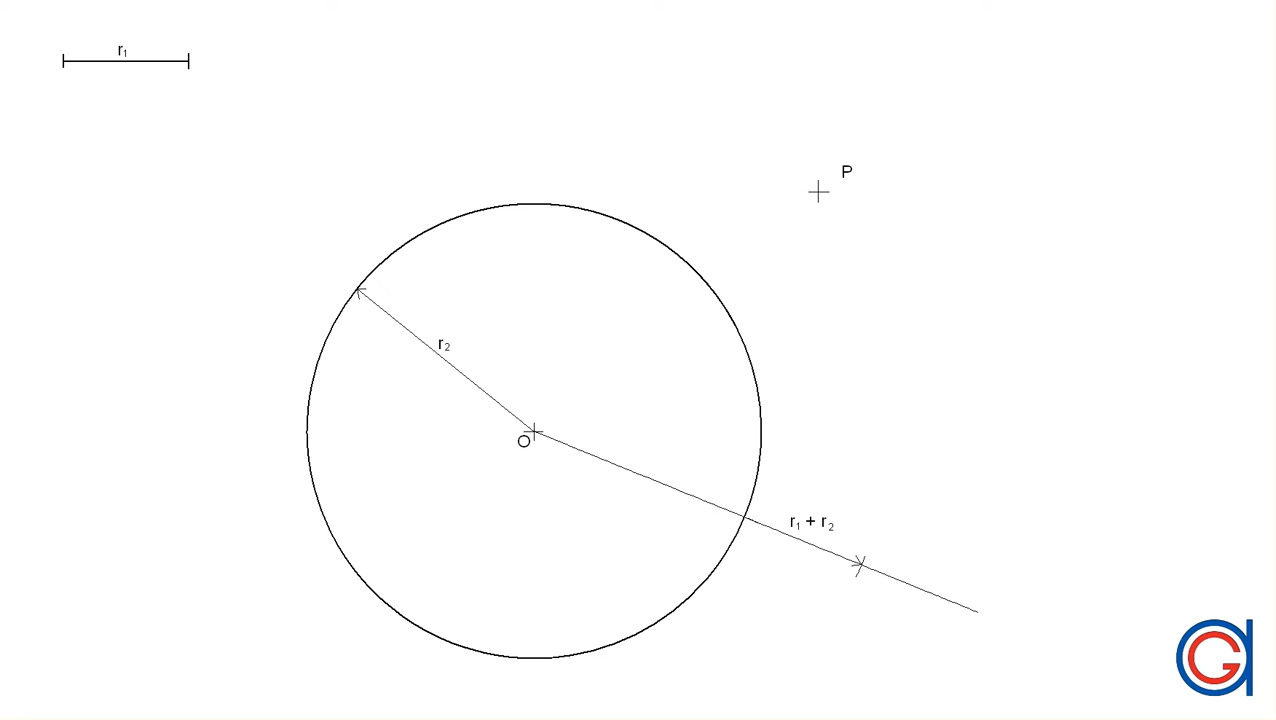 r₁
P
r₂
O
r₁ + r₂